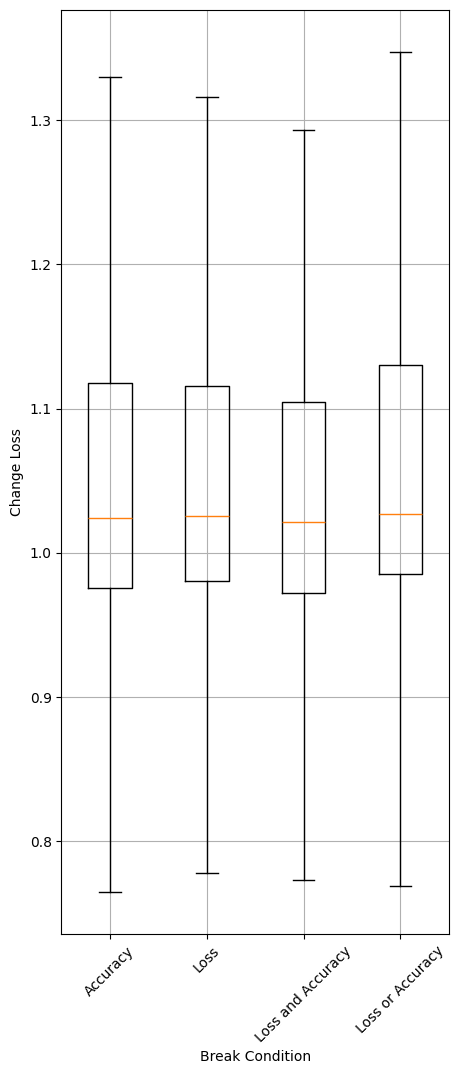 1.3
1.2
1.1
1.0
0.9
0.8
Change Loss
Accuracy
Loss
Loss and Accuracy
Loss or Accuracy
Break Condition